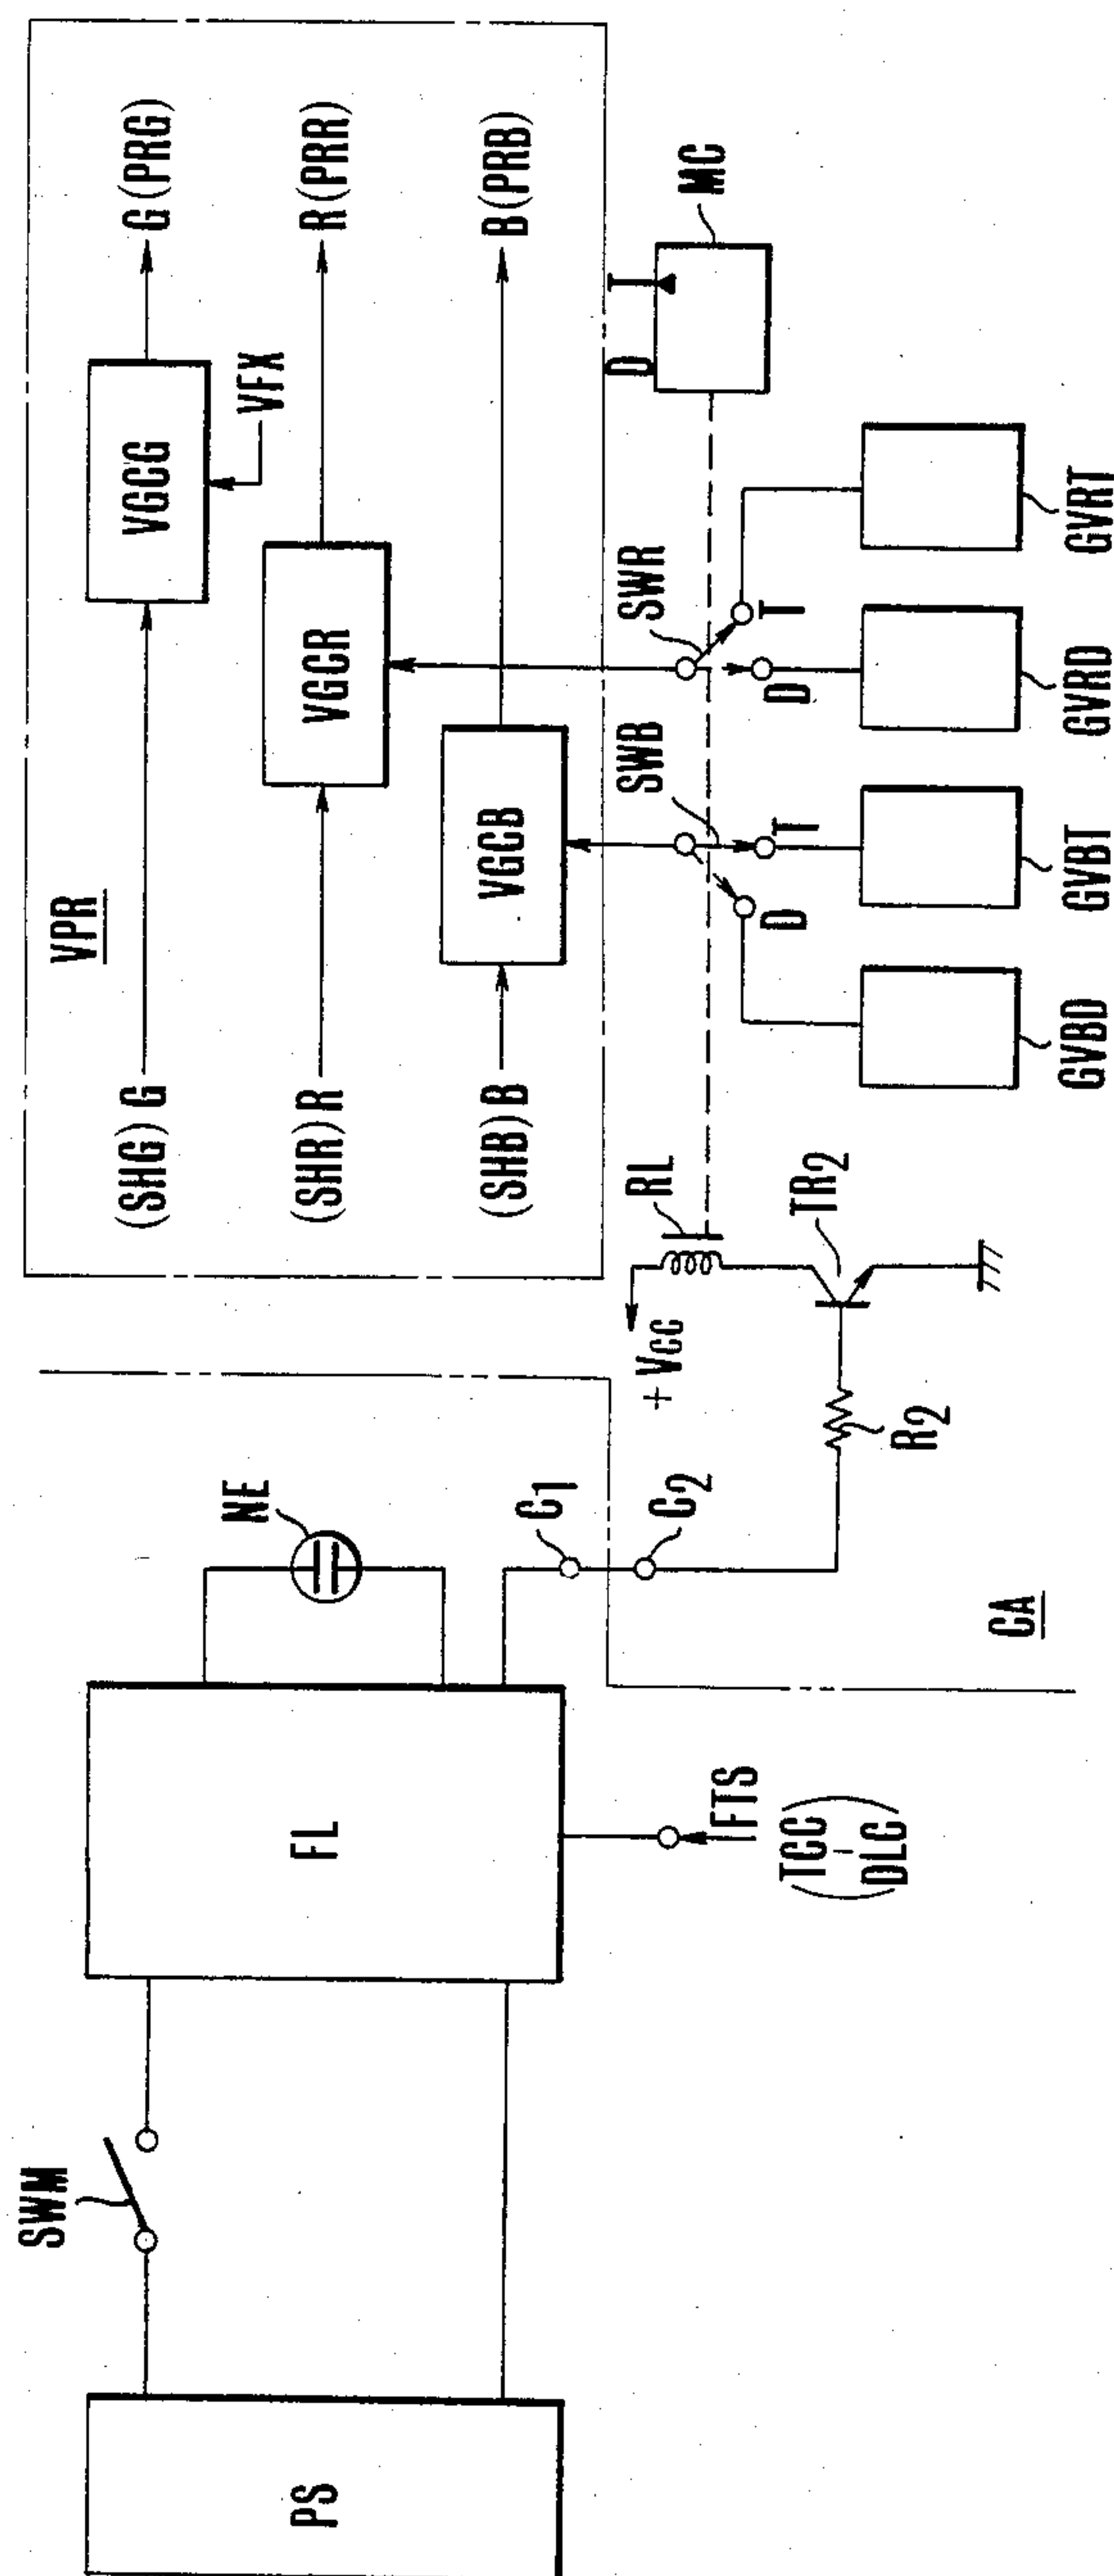 VPR
(SHG) G
VGCG
G (PRG)
VFX
(SHR) R
VGCR
R (PRR)
(SHB) B
VGCB
B (PRB)
SWM
PS
FL
NE
C1
C2
FTS
(TCC - DLC)
CA
+ VCC
RL
TR2
R2
SWB
D
T
SWR
D
T
D
T
MC
GVBD
GVBT
GVRD
GVRT